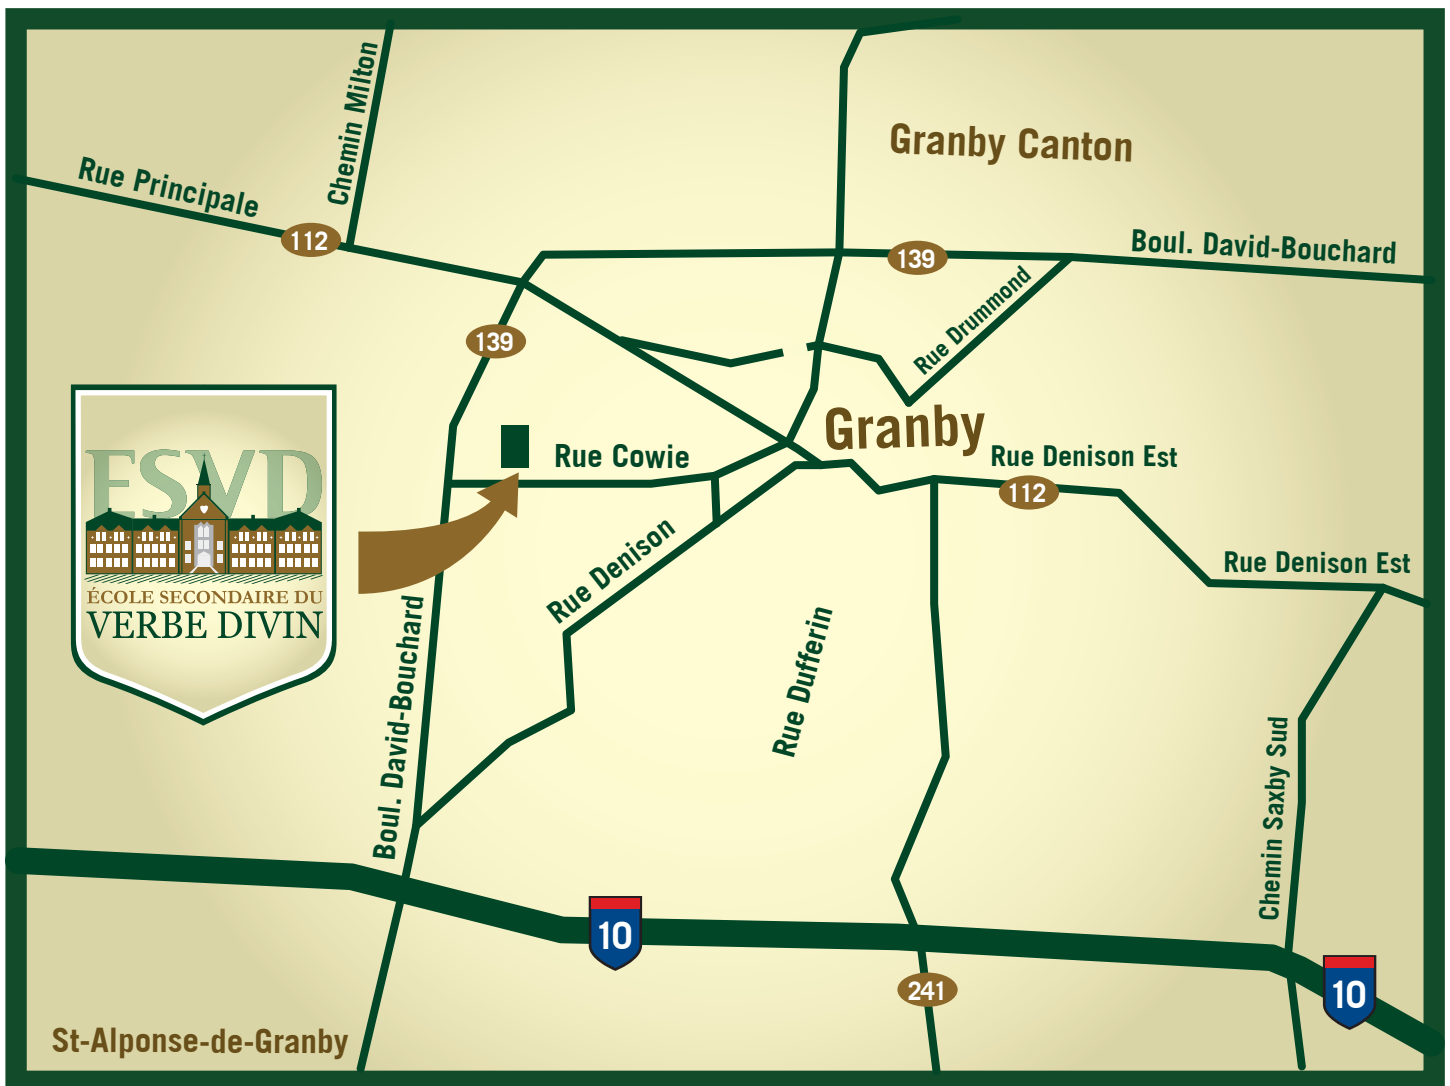 Chemin Milton
Granby Canton
Rue Principale
112
Boul. David-Bouchard
139
Rue Drummond
139
Granby
Rue Cowie
Rue Denison Est
112
ESVD
ÉCOLE SECONDAIRE DU
VERBE DIVIN
Rue Denison
Rue Denison Est
Boul. David-Bouchard
Rue Dufferin
Chemin Saxby Sud
10
10
241
St-Alponse-de-Granby